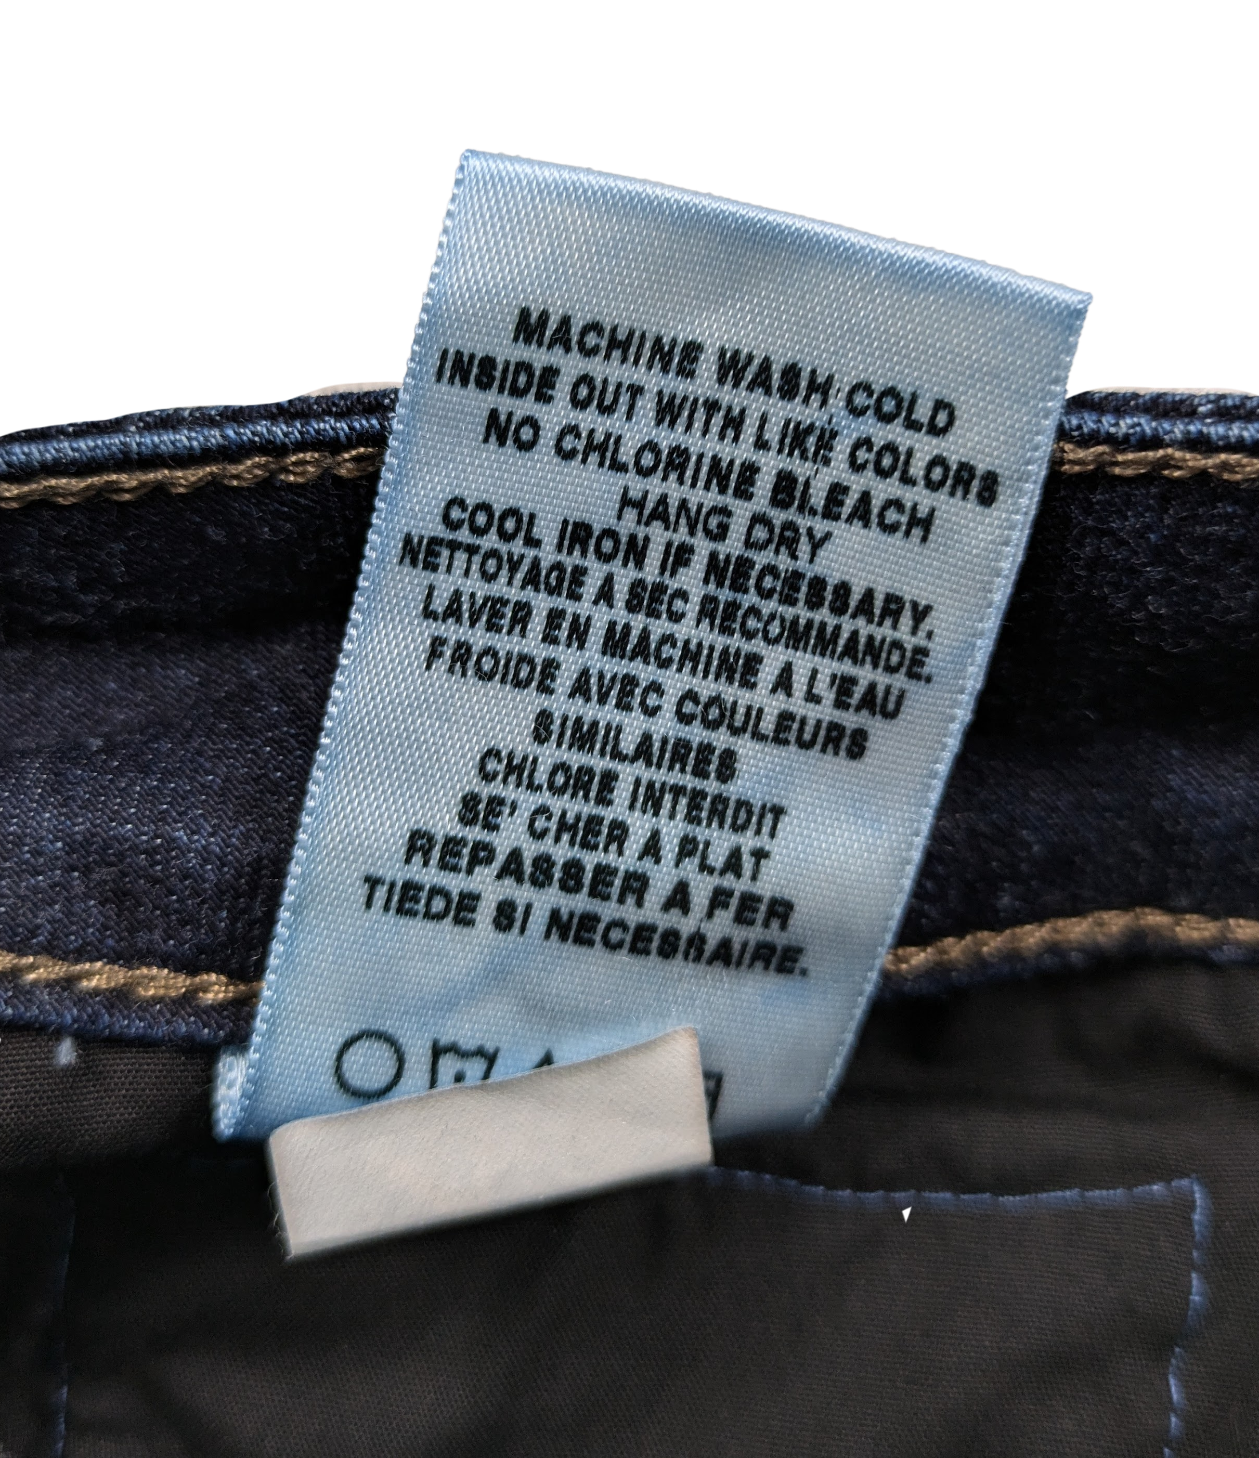 MACHINE WASH COLD
INSIDE OUT WITH LIKE COLORS
NO CHLORINE BLEACH
HANG DRY
COOL IRON IF NECESSARY.
NETTOYAGE A SEC RECOMMANDE.
LAVER EN MACHINE A L'EAU
FROIDE AVEC COULEURS
SIMILAIRES
CHLORE INTERDIT
SE' CHER A PLAT
REPASSER A FER
TIEDE SI NECESSAIRE.